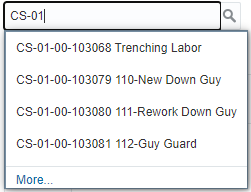 CS-01
CS-01-00-103068 Trenching Labor
CS-01-00-103079 110-New Down Guy
CS-01-00-103080 111-Rework Down Guy
CS-01-00-103081 112-Guy Guard
More...